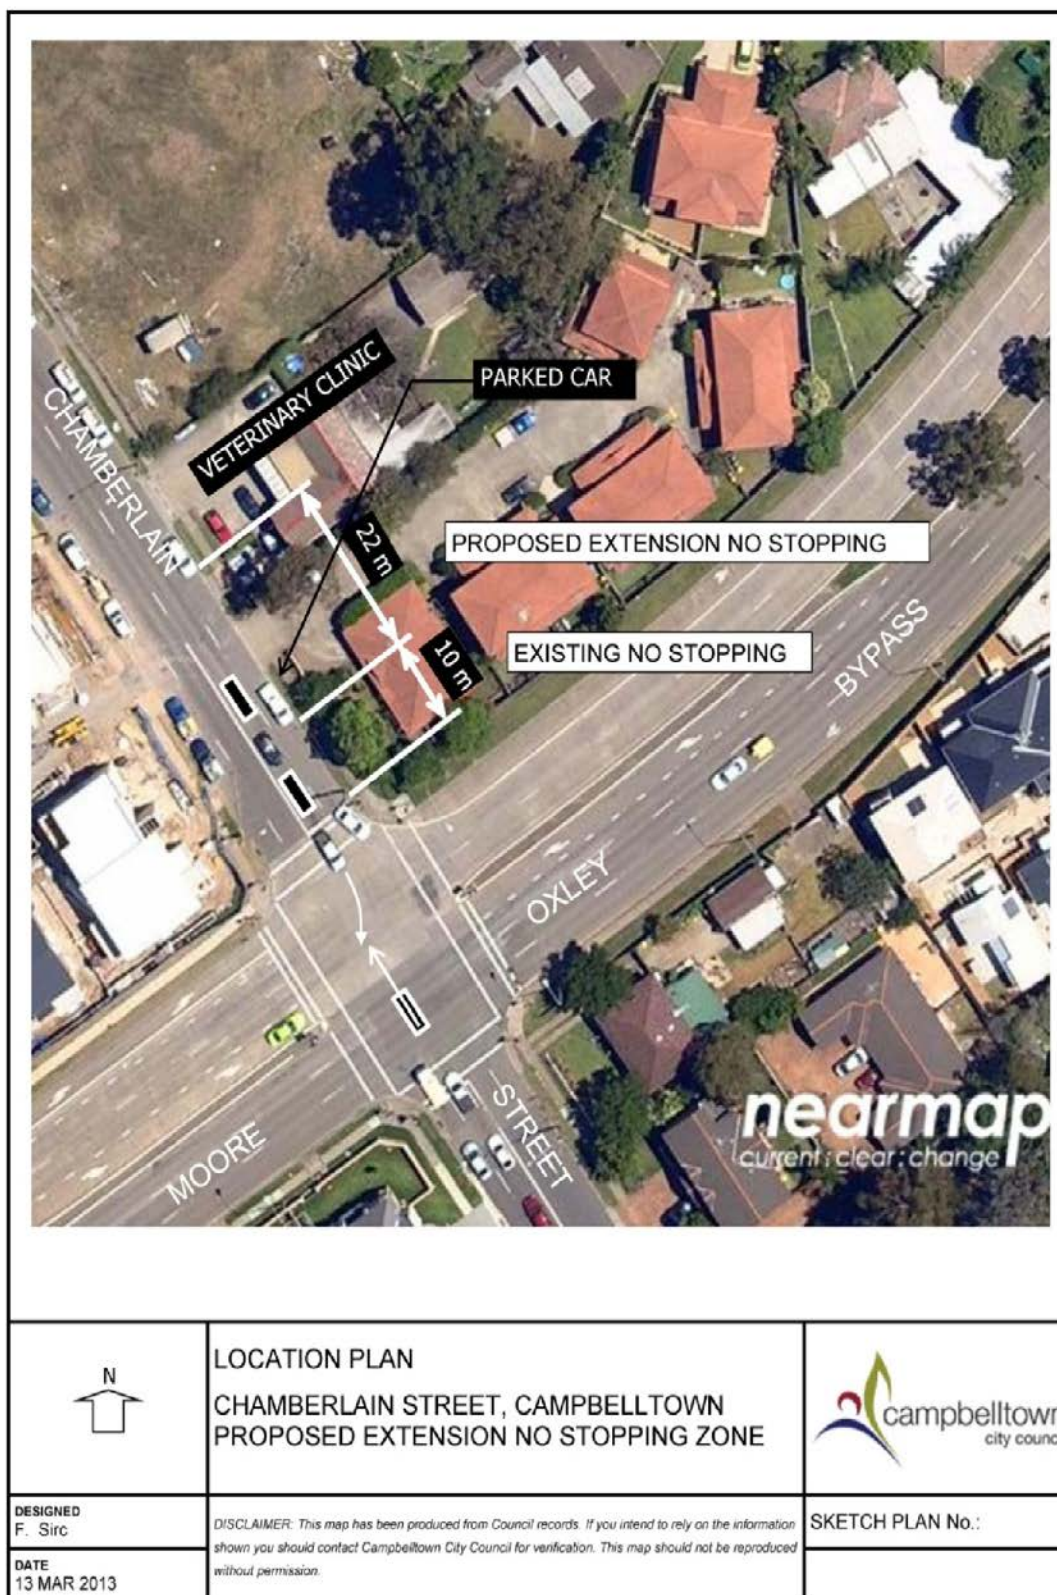 CHAMBERLAIN
VETERINARY CLINIC
PARKED CAR
22 m
PROPOSED EXTENSION NO STOPPING
10 m
EXISTING NO STOPPING
BYPASS
OXLEY
MOORE
STREET
nearmap
current:clear:change
N
LOCATION PLAN
CHAMBERLAIN STREET, CAMPBELLTOWN
PROPOSED EXTENSION NO STOPPING ZONE
campbelltown
city counc
DESIGNED
F. Sirc
DATE
13 MAR 2013
DISCLAIMER: This map has been produced from Council records. If you intend to rely on the information
shown you should contact Campbelltown City Council for verification. This map should not be reproduced
without permission.
SKETCH PLAN No.: